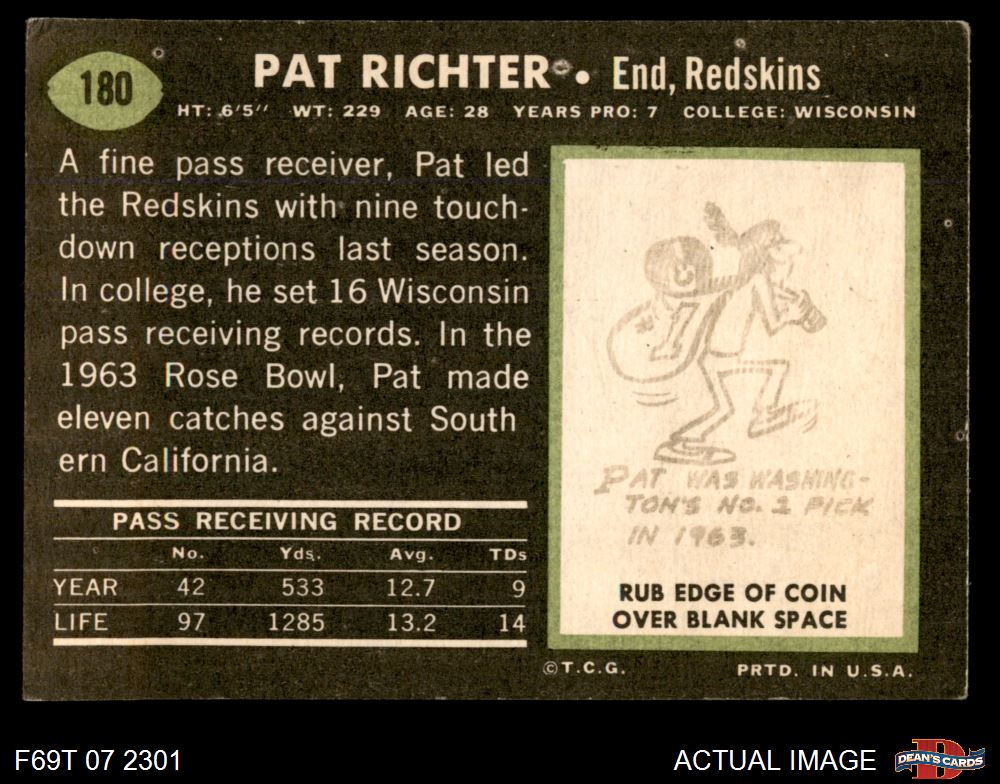 180
PAT RICHTER • End, Redskins
HT: 6'5" WT: 229 AGE: 28 YEARS PRO: 7 COLLEGE: WISCONSIN
A fine pass receiver, Pat led
the Redskins with nine touch-
down receptions last season.
In college, he set 16 Wisconsin
pass receiving records. In the
1963 Rose Bowl, Pat made
eleven catches against South
ern California.
PASS RECEIVING RECORD
No. Yds. Avg. TDs
YEAR 42 533 12.7 9
LIFE 97 1285 13.2 14
1
PAT WAS WASHING-
TON'S NO. 1 PICK
IN 1963.
RUB EDGE OF COIN
OVER BLANK SPACE
©T.C.G. PRTD. IN U.S.A.
F69T 07 2301
ACTUAL IMAGE
D
DEAN'S CARDS